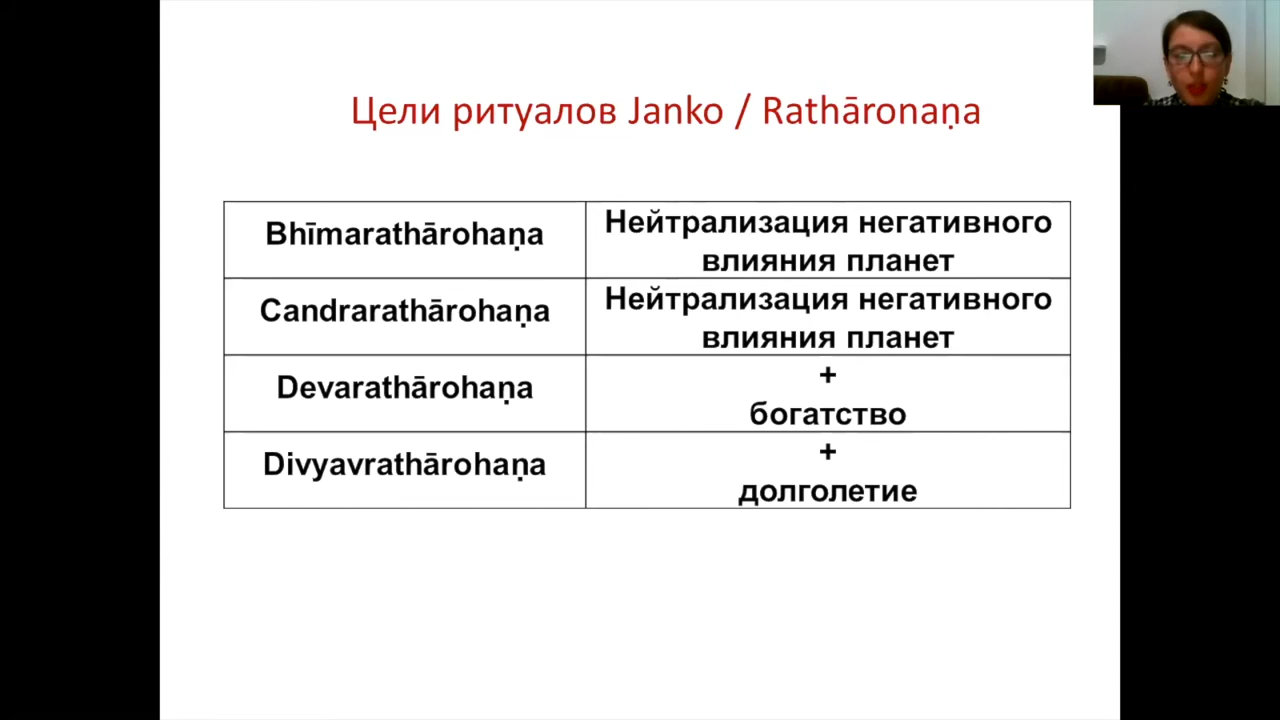 Цели ритуалов Janko / Rathāronaṇa
Bhīmarathārohaṇa
Нейтрализация негативного
влияния планет
Candrarathārohaṇa
Нейтрализация негативного
влияния планет
Devarathārohaṇa
+
богатство
Divyavrathārohaṇa
+
долголетие